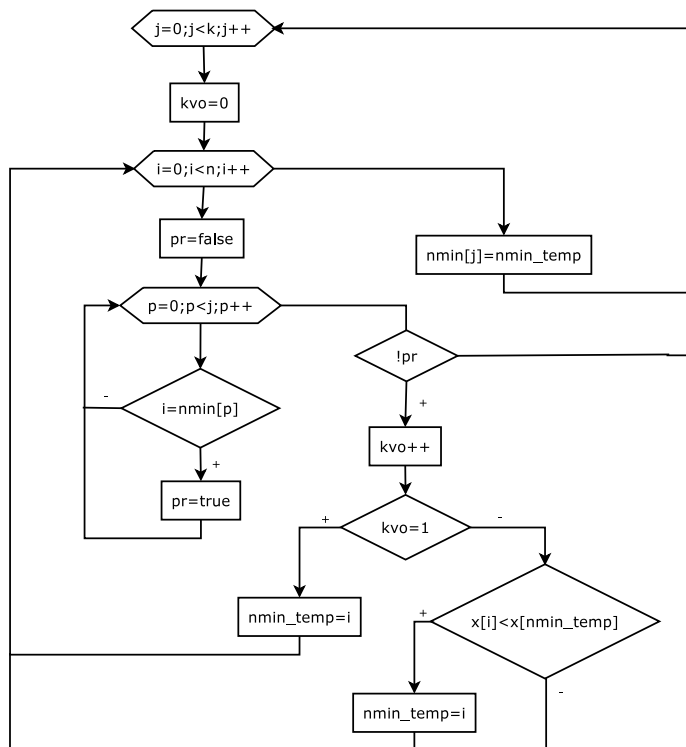 j=0;j<k;j++
kvo=0
i=0;i<n;i++
pr=false
nmin[j]=nmin_temp
p=0;p<j;p++
!pr
-
i=nmin[p]
+
kvo++
+
pr=true
+
kvo=1
-
nmin_temp=i
+
x[i]<x[nmin_temp]
-
nmin_temp=i